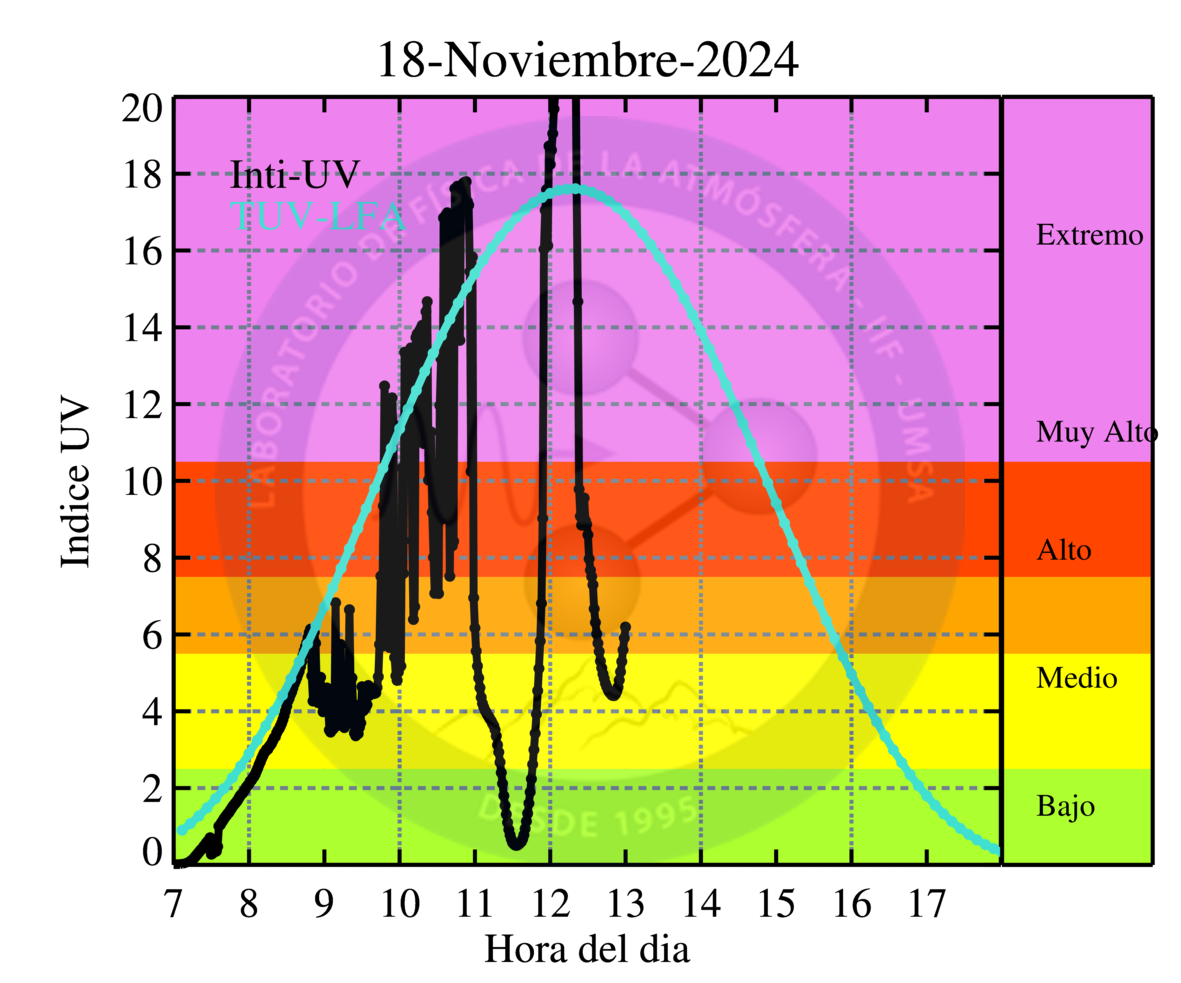 18-Noviembre-2024
Inti-UV
TUV-LFA
LABORATORIO DE FÍSICA DE LA ATMÓSFERA - IIF - UMSA
DESDE 1995
Indice UV
20
18
16
14
12
10
8
6
4
2
0
Extremo
Muy Alto
Alto
Medio
Bajo
7 8 9 10 11 12 13 14 15 16 17
Hora del dia